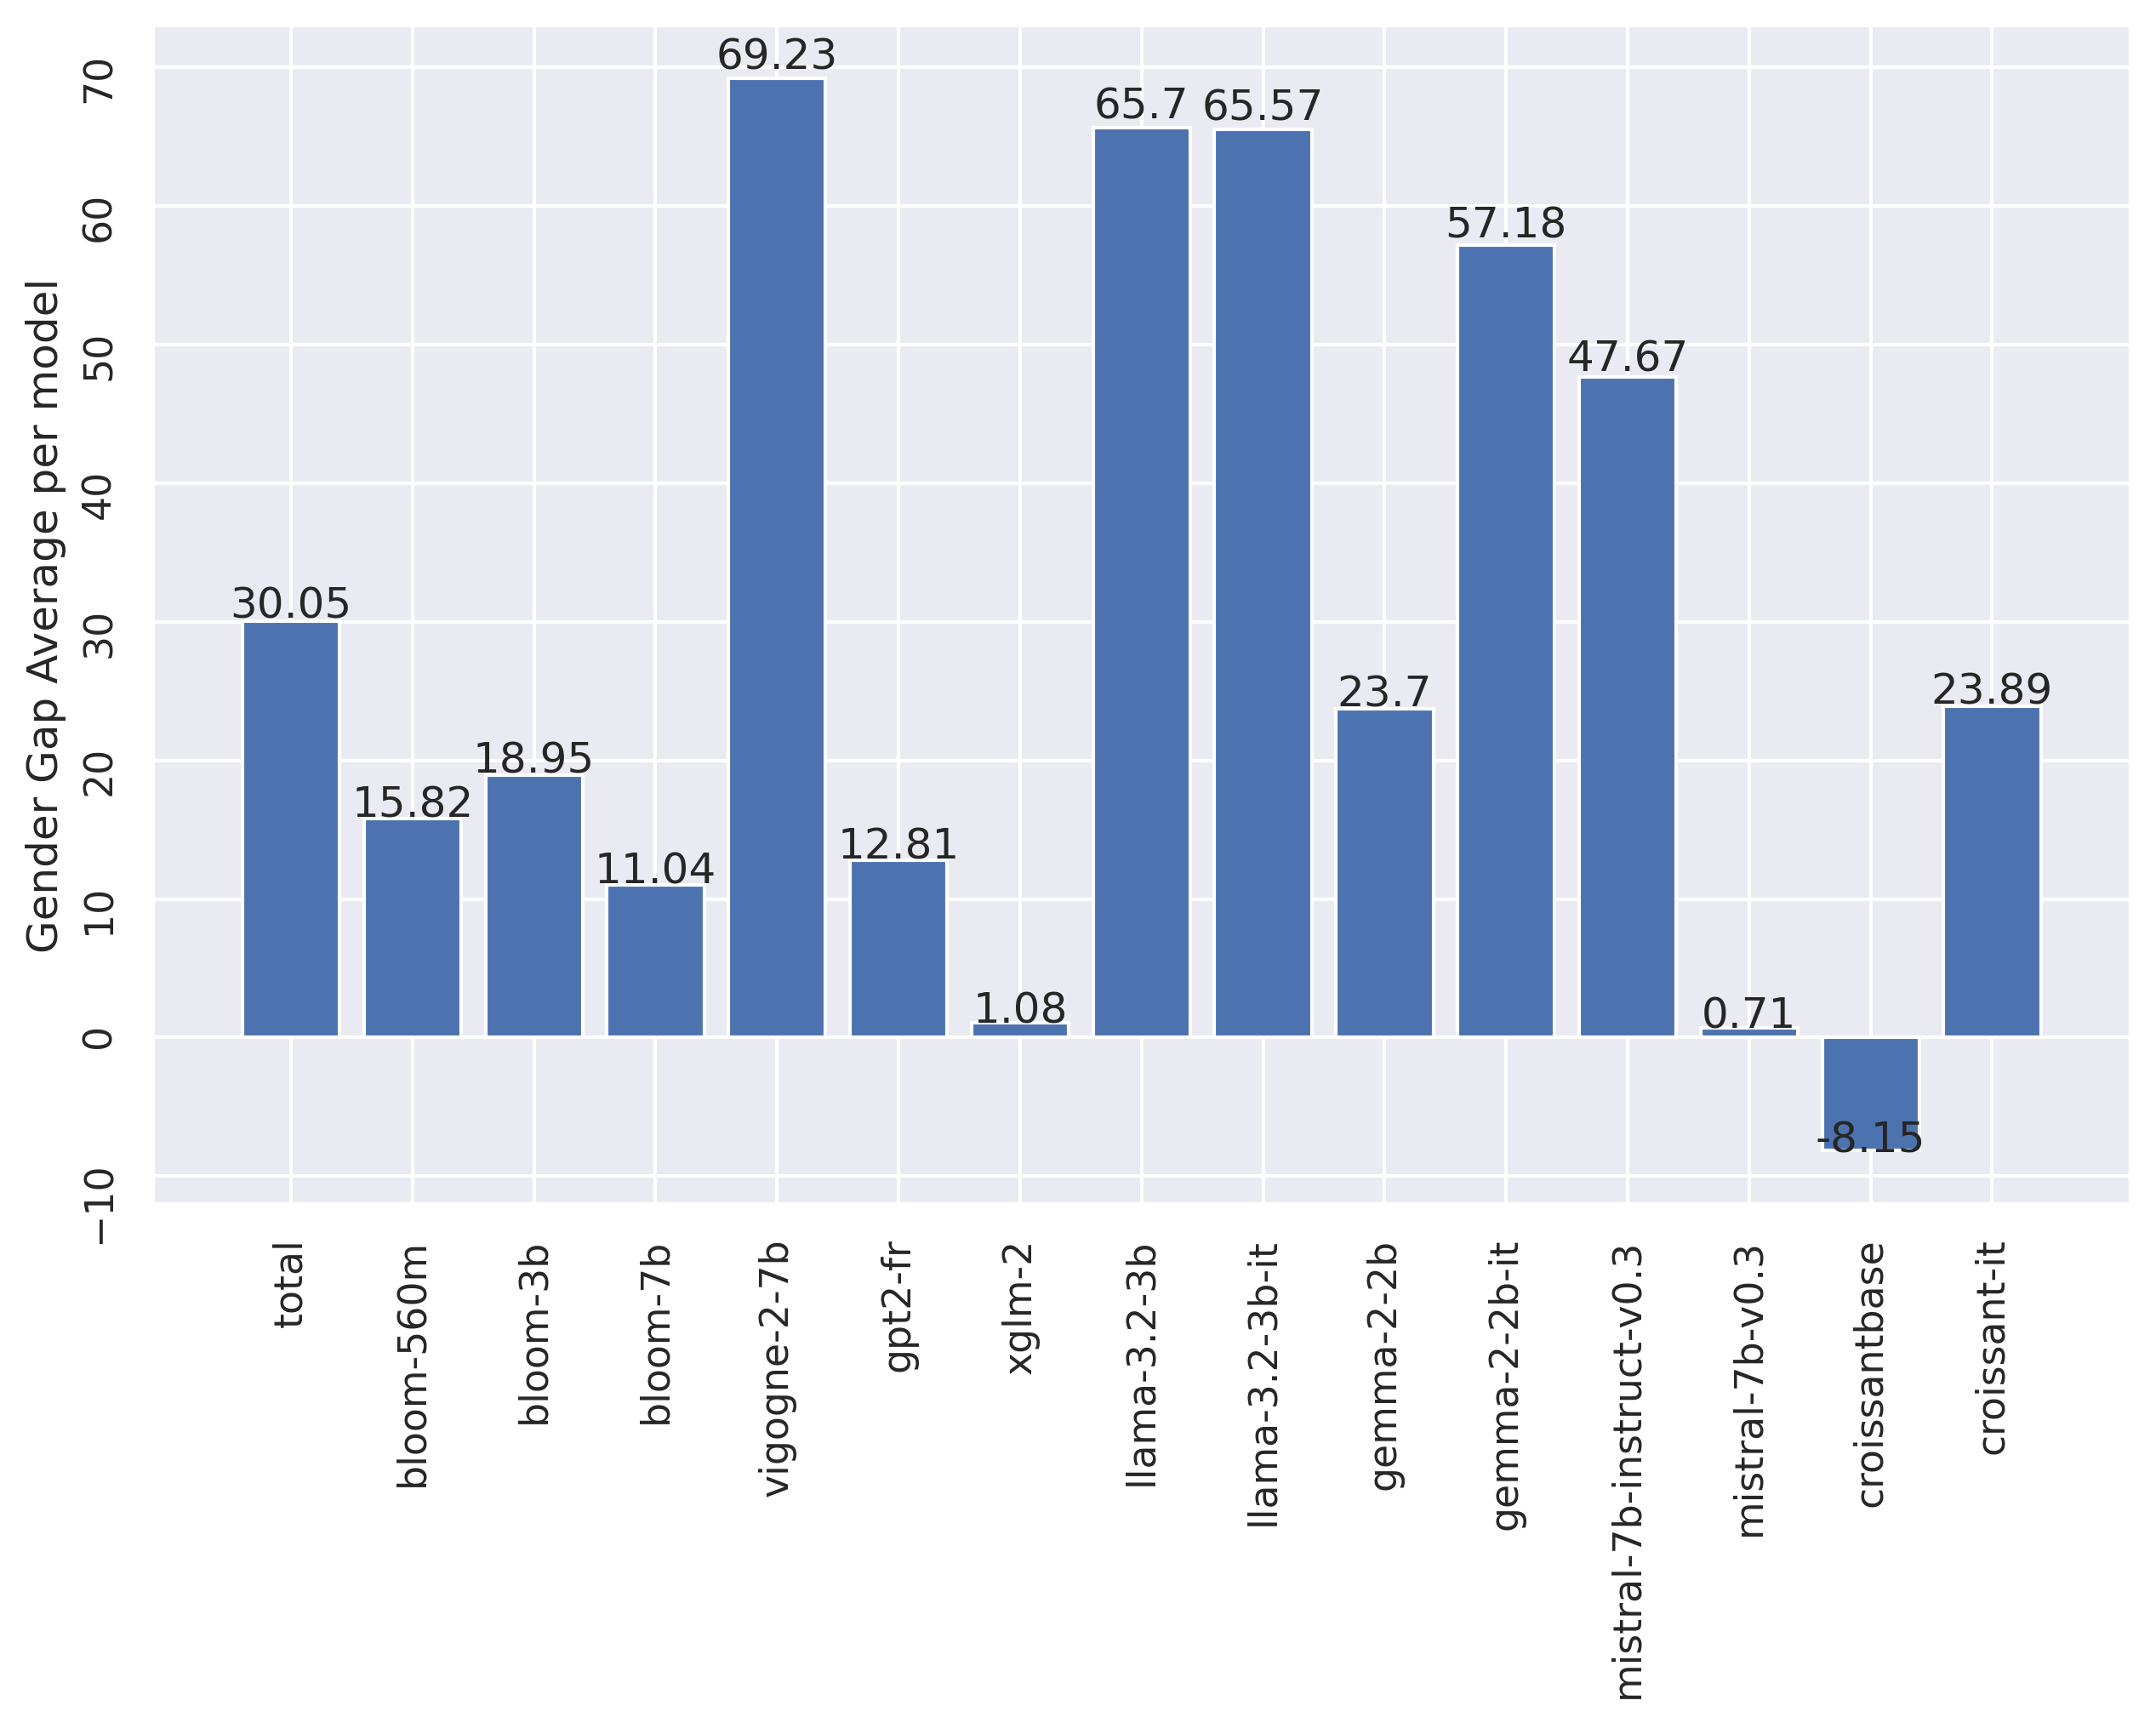 Gender Gap Average per model
70
60
50
40
30
20
10
0
−10
30.05
15.82
18.95
11.04
69.23
12.81
1.08
65.7
65.57
23.7
57.18
47.67
0.71
-8.15
23.89
total
bloom-560m
bloom-3b
bloom-7b
vigogne-2-7b
gpt2-fr
xglm-2
llama-3.2-3b
llama-3.2-3b-it
gemma-2-2b
gemma-2-2b-it
mistral-7b-instruct-v0.3
mistral-7b-v0.3
croissantbase
croissant-it